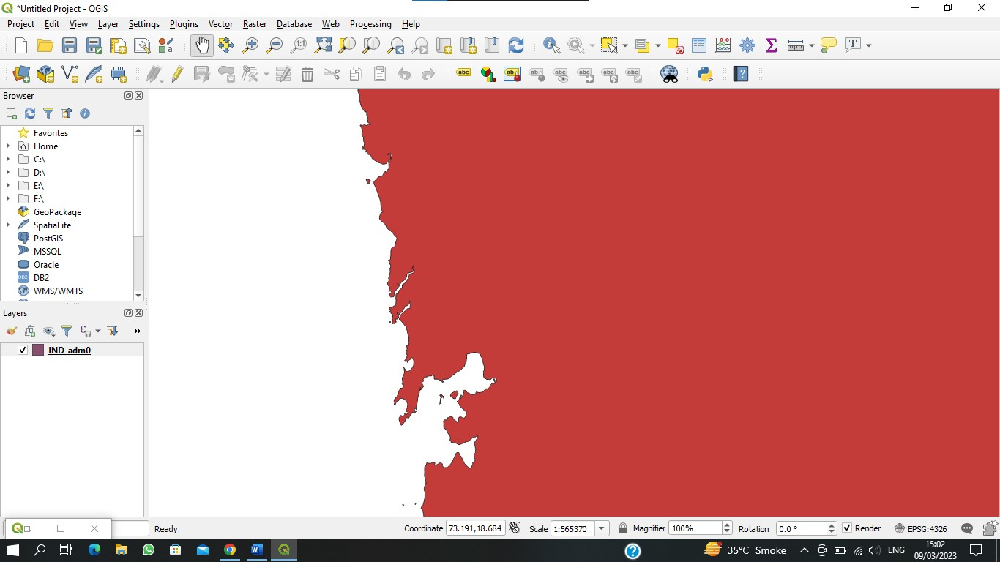 *Untitled Project - QGIS
Project Edit View Layer Settings Plugins Vector Raster Database Web Processing Help
Browser
Favorites
Home
C:\
D:\
E:\
F:\
GeoPackage
SpatiaLite
PostGIS
MSSQL
Oracle
DB2
WMS/WMTS
Layers
IND_adm0
Ready Coordinate 73.191,18.684 Scale 1:565370 Magnifier 100% Rotation 0.0 ° Render EPSG:4326
35°C Smoke ENG 15:02
09/03/2023